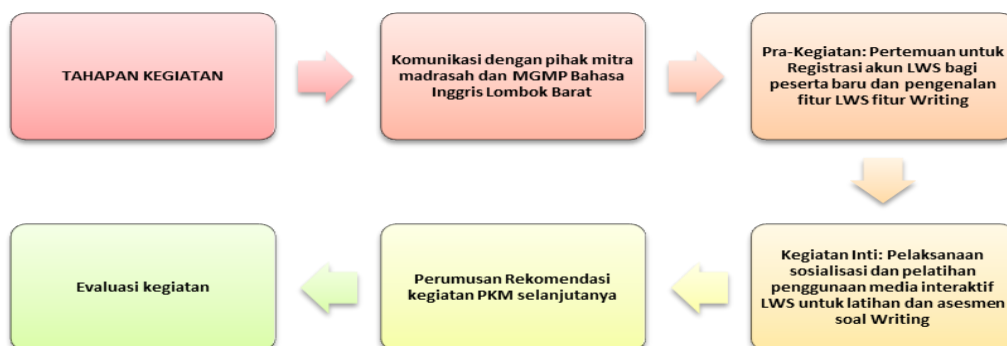 TAHAPAN KEGIATAN
Komunikasi dengan pihak mitra
madrasah dan MGMP Bahasa
Inggris Lombok Barat
Pra-Kegiatan: Pertemuan untuk
Registrasi akun LWS bagi
peserta baru dan pengenalan
fitur LWS fitur Writing
Kegiatan Inti: Pelaksanaan
sosialisasi dan pelatihan
penggunaan media interaktif
LWS untuk latihan dan asesmen
soal Writing
Perumusan Rekomendasi
kegiatan PKM selanjutanya
Evaluasi kegiatan